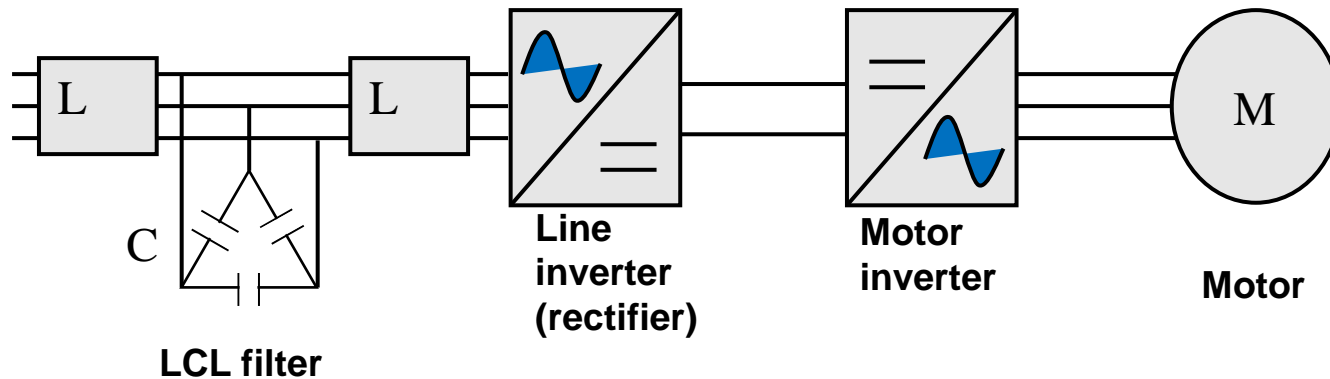 L
L
M
C
Line
inverter
(rectifier)
Motor
inverter
Motor
LCL filter